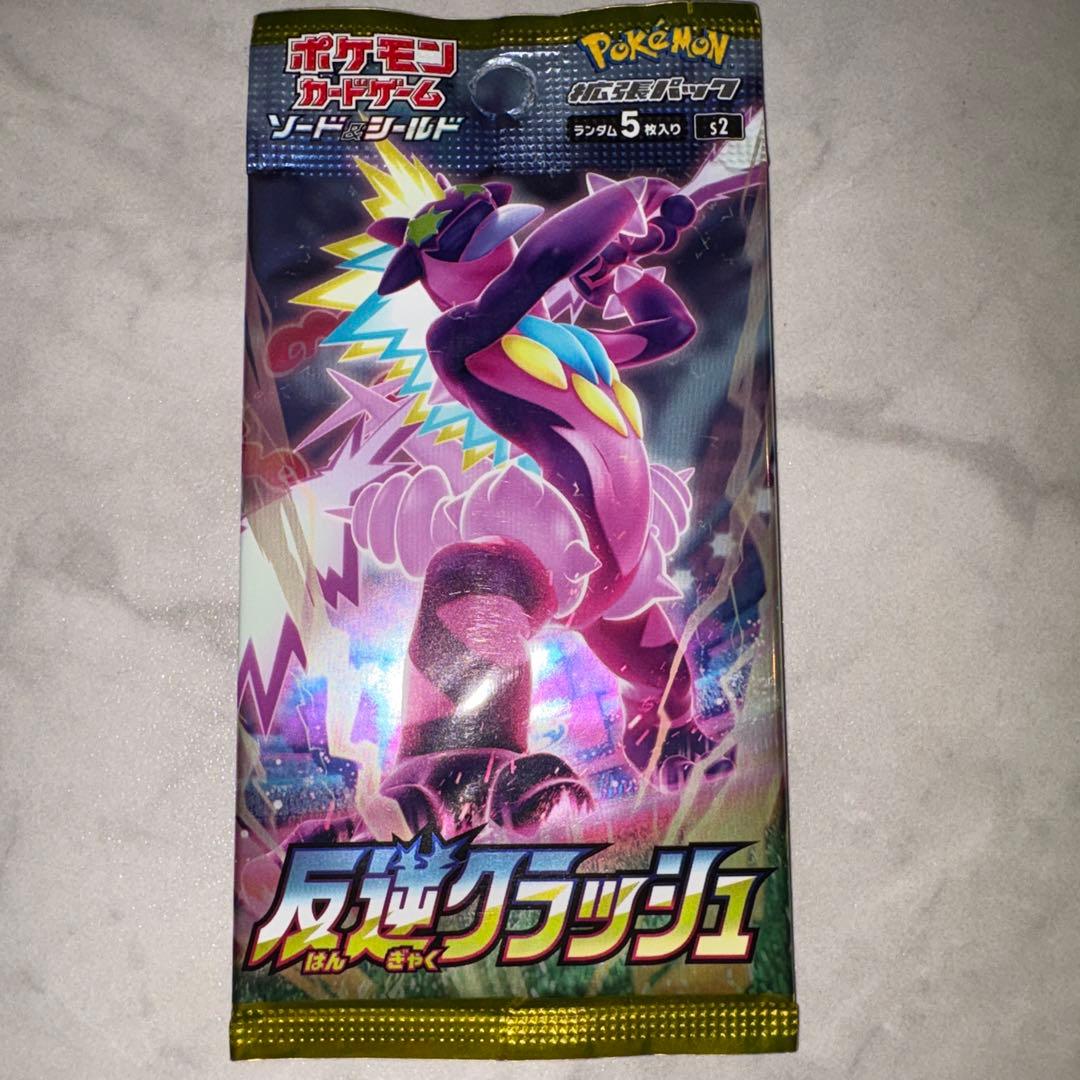 ポケモン
カードゲーム
ソード&シールド
POKéMON
拡張パック
ランダム5枚入り s2
反逆クラッシュ
はんぎゃく